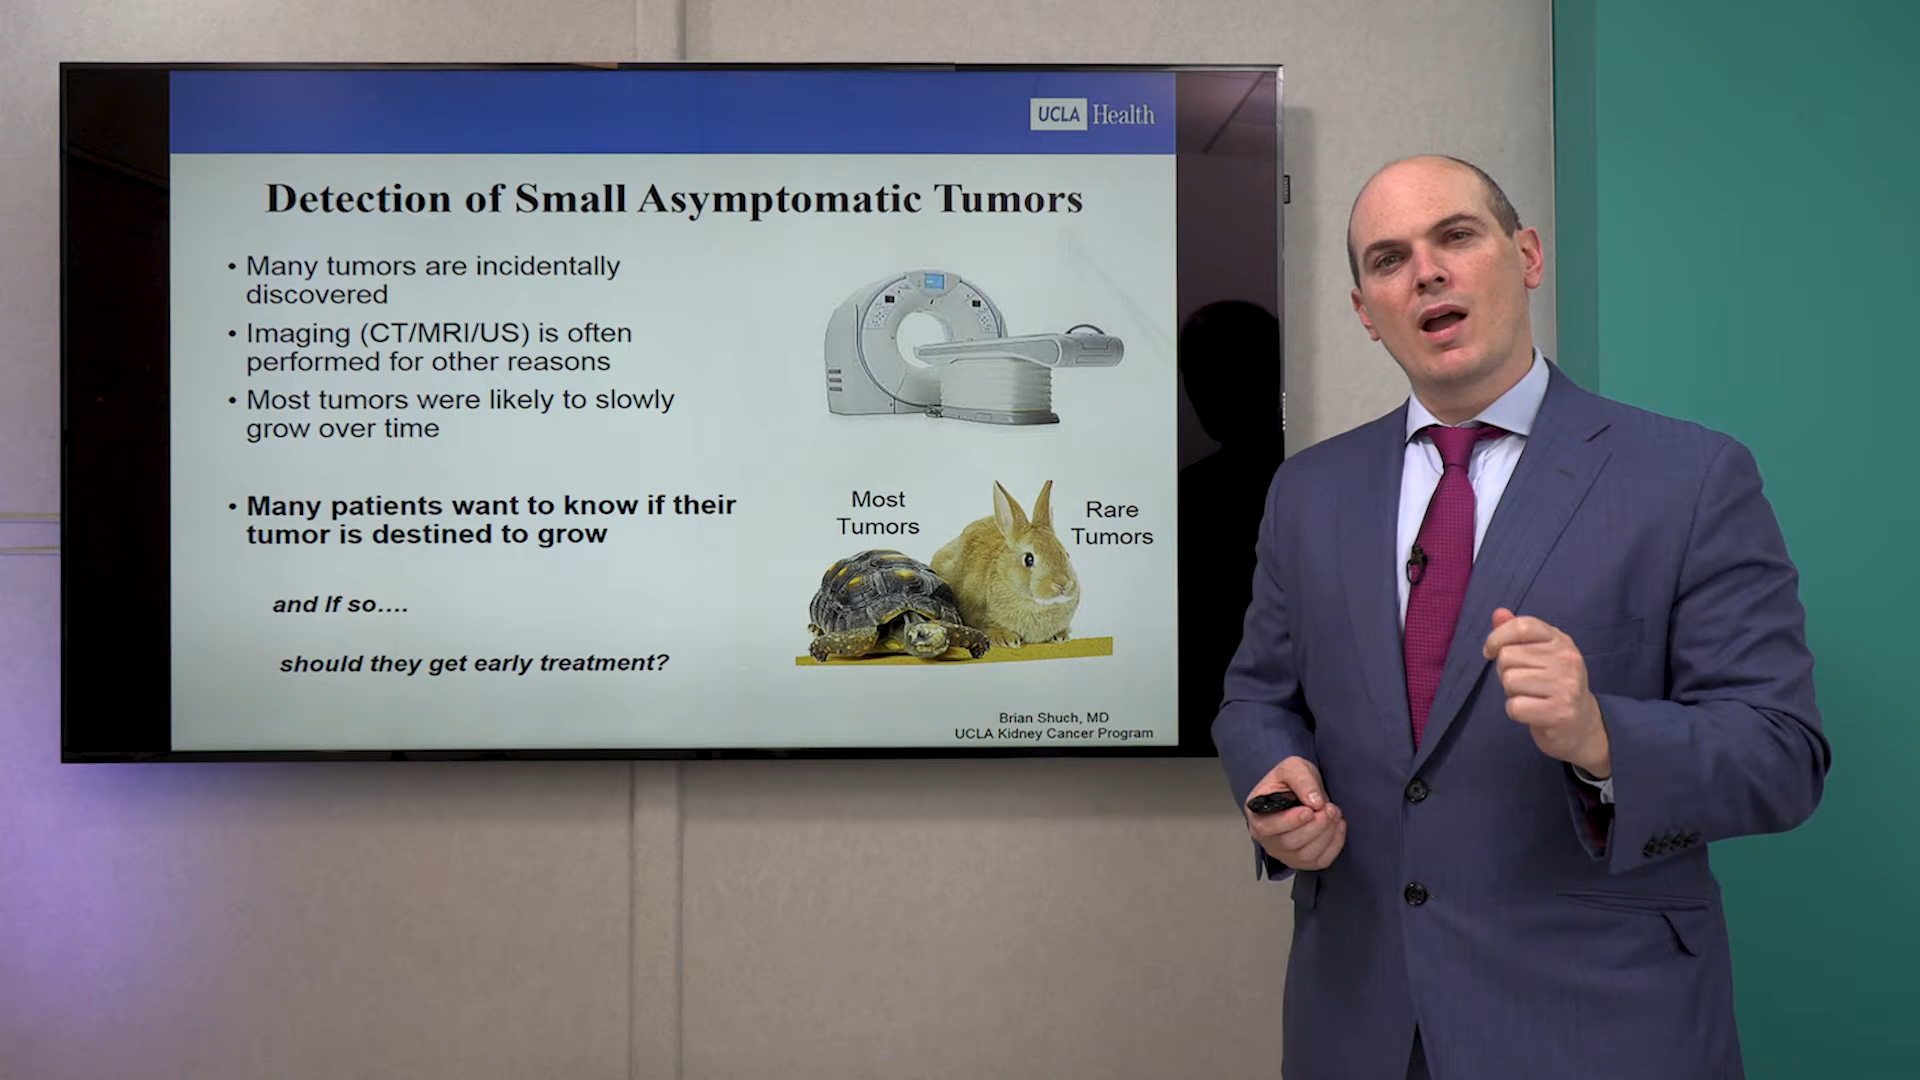 UCLA Health
Detection of Small Asymptomatic Tumors
• Many tumors are incidentally
discovered
• Imaging (CT/MRI/US) is often
performed for other reasons
• Most tumors were likely to slowly
grow over time
• Many patients want to know if their
tumor is destined to grow
and If so....
should they get early treatment?
Most
Tumors
Rare
Tumors
Brian Shuch, MD
UCLA Kidney Cancer Program